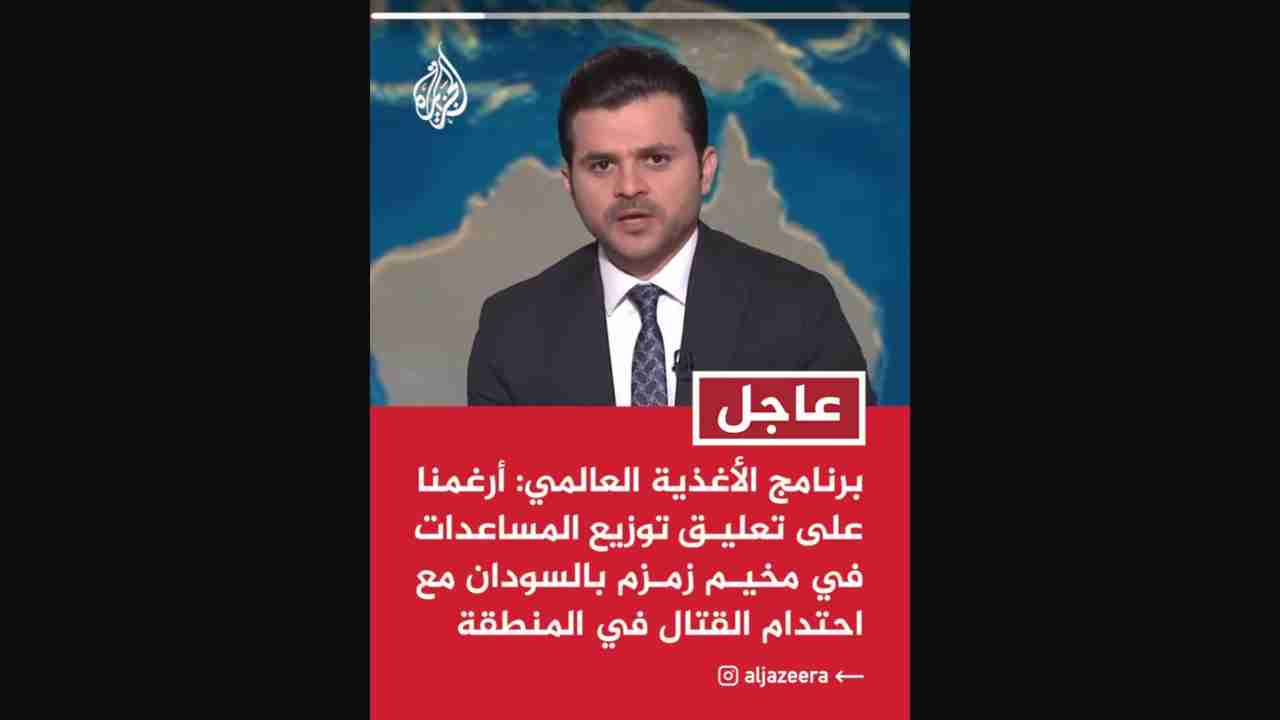 الجزيرة
عاجل
برنامج الأغذية العالمي: أرغمنا
على تعليق توزيع المساعدات
في مخيم زمزم بالسودان مع
احتدام القتال في المنطقة
aljazeera